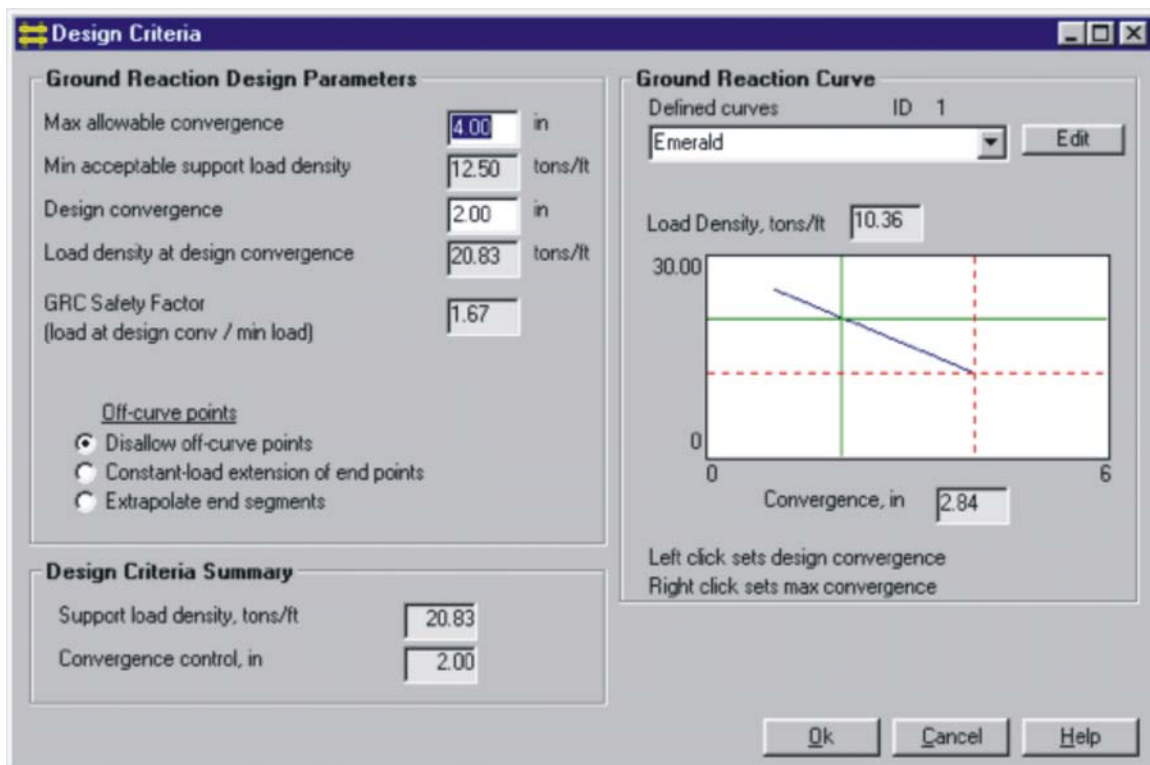 Design Criteria
Ground Reaction Design Parameters
Max allowable convergence 4.00 in
Min acceptable support load density 12.50 tons/ft
Design convergence 2.00 in
Load density at design convergence 20.83 tons/ft
GRC Safety Factor
(load at design conv / min load) 1.67
Off-curve points
Disallow off-curve points
Constant-load extension of end points
Extrapolate end segments
Design Criteria Summary
Support load density, tons/ft 20.83
Convergence control, in 2.00
Ground Reaction Curve
Defined curves ID 1
Emerald Edit
Load Density, tons/ft 10.36
30.00
0
0 6
Convergence, in 2.84
Left click sets design convergence
Right click sets max convergence
Ok Cancel Help